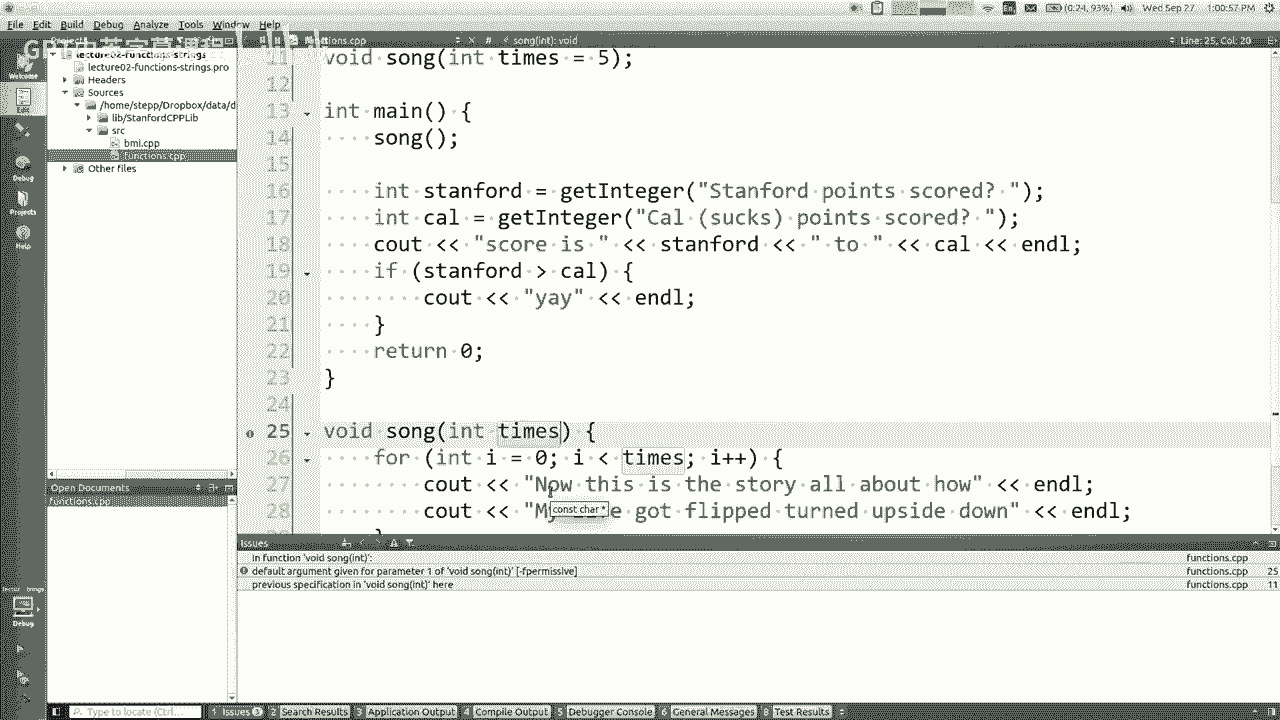 (0:24, 93%) Wed Sep 27 1:00:57 PM
File Edit Build Debug Analyze Tools Window Help
functions.cpp
song(int): void
Line: 25, Col: 20
Welcome
Edit
Debug
Projects
Help
Debug
lecture02-functions-strings
lecture02-functions-strings.pro
Headers
Sources
/home/stepp/Dropbox/data/d
lib/StanfordCPPLib
src
bmi.cpp
functions.cpp
Other files
Open Documents
functions.cpp
11 void song(int times = 5);
12
13 int main() {
14 song();
15
16 int stanford = getInteger("Stanford points scored? ");
17 int cal = getInteger("Cal (sucks) points scored? ");
18 cout << "score is " << stanford << " to " << cal << endl;
19 if (stanford > cal) {
20 cout << "yay" << endl;
21 }
22 return 0;
23 }
24
25 void song(int times) {
26 for (int i = 0; i < times; i++) {
27 cout << "Now this is the story all about how" << endl;
28 cout << "My got flipped turned upside down" << endl;
const char *
Issues
In function 'void song(int)': functions.cpp
default argument given for parameter 1 of 'void song(int)' [-fpermissive] functions.cpp 25
previous specification in 'void song(int)' here functions.cpp 11
Type to locate (Ctrl...
1 Issues 3 2 Search Results 3 Application Output 4 Compile Output 5 Debugger Console 6 General Messages 8 Test Results